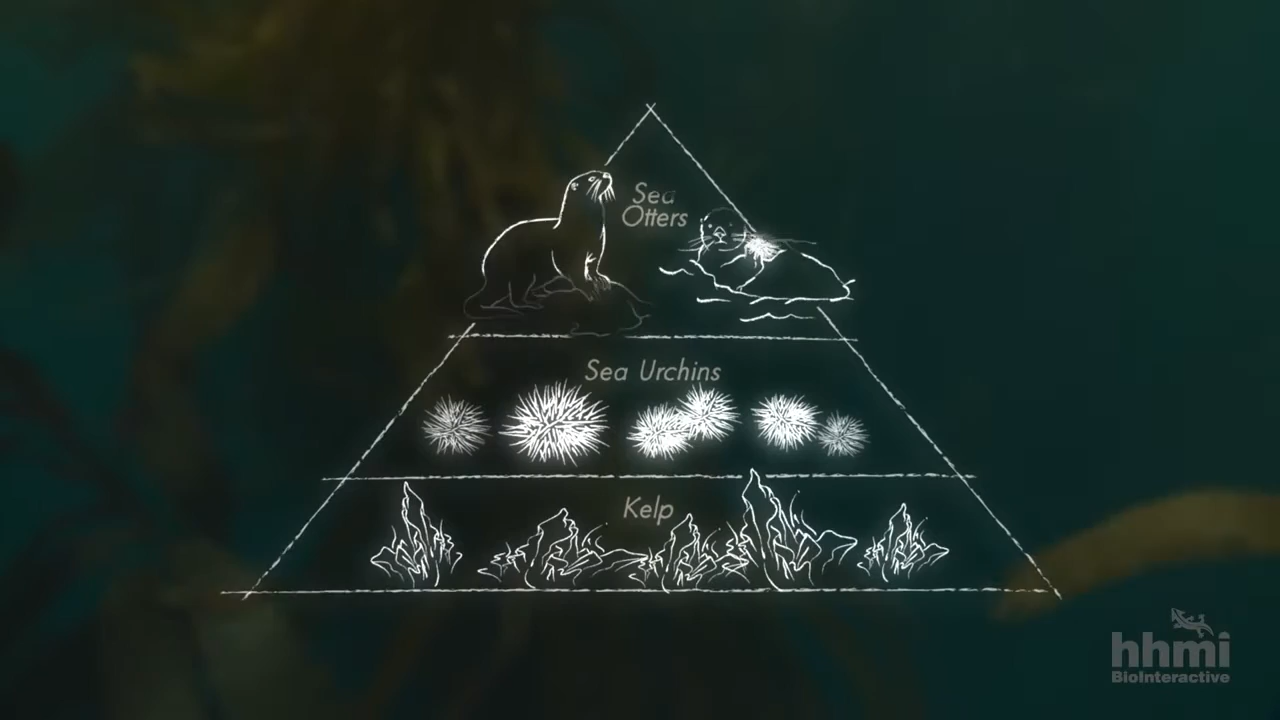 Sea
Otters
Sea Urchins
Kelp
hhmi
BioInteractive